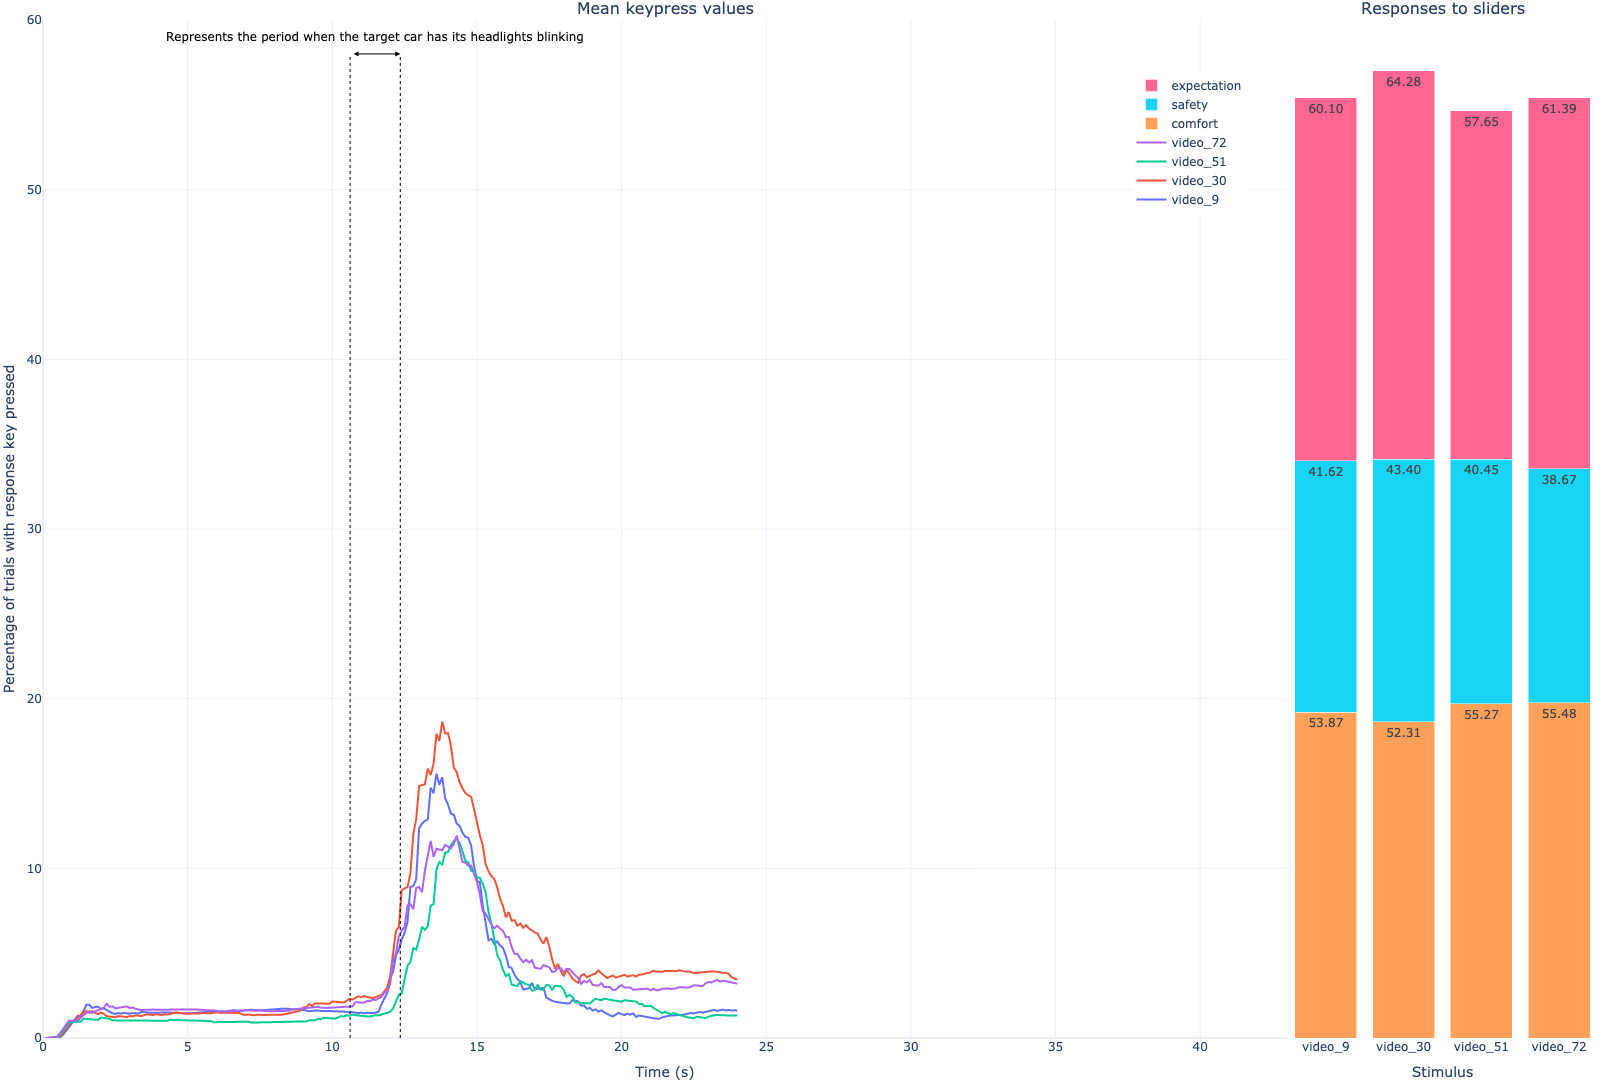 Mean keypress values
Responses to sliders
Represents the period when the target car has its headlights blinking
60
50
40
30
20
10
0
Percentage of trials with response key pressed
0
5
10
15
20
25
30
35
40
Time (s)
expectation
safety
comfort
video_72
video_51
video_30
video_9
60.10
64.28
57.65
61.39
41.62
43.40
40.45
38.67
53.87
52.31
55.27
55.48
video_9
video_30
video_51
video_72
Stimulus